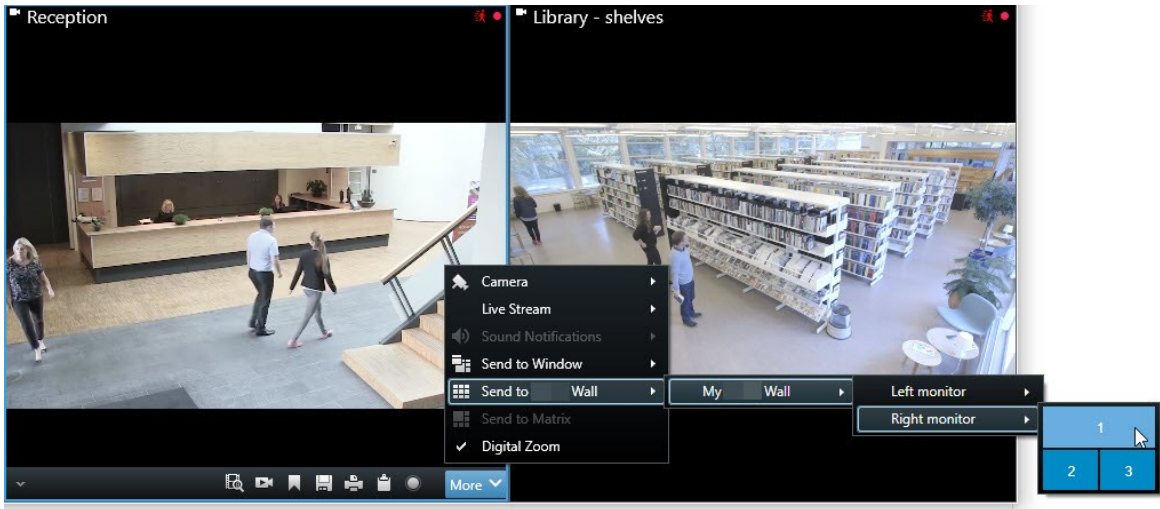 Reception
Library - shelves
Camera
Live Stream
Sound Notifications
Send to Window
Send to Wall
My Wall
Left monitor
Right monitor
1
2
3
Send to Matrix
Digital Zoom
More